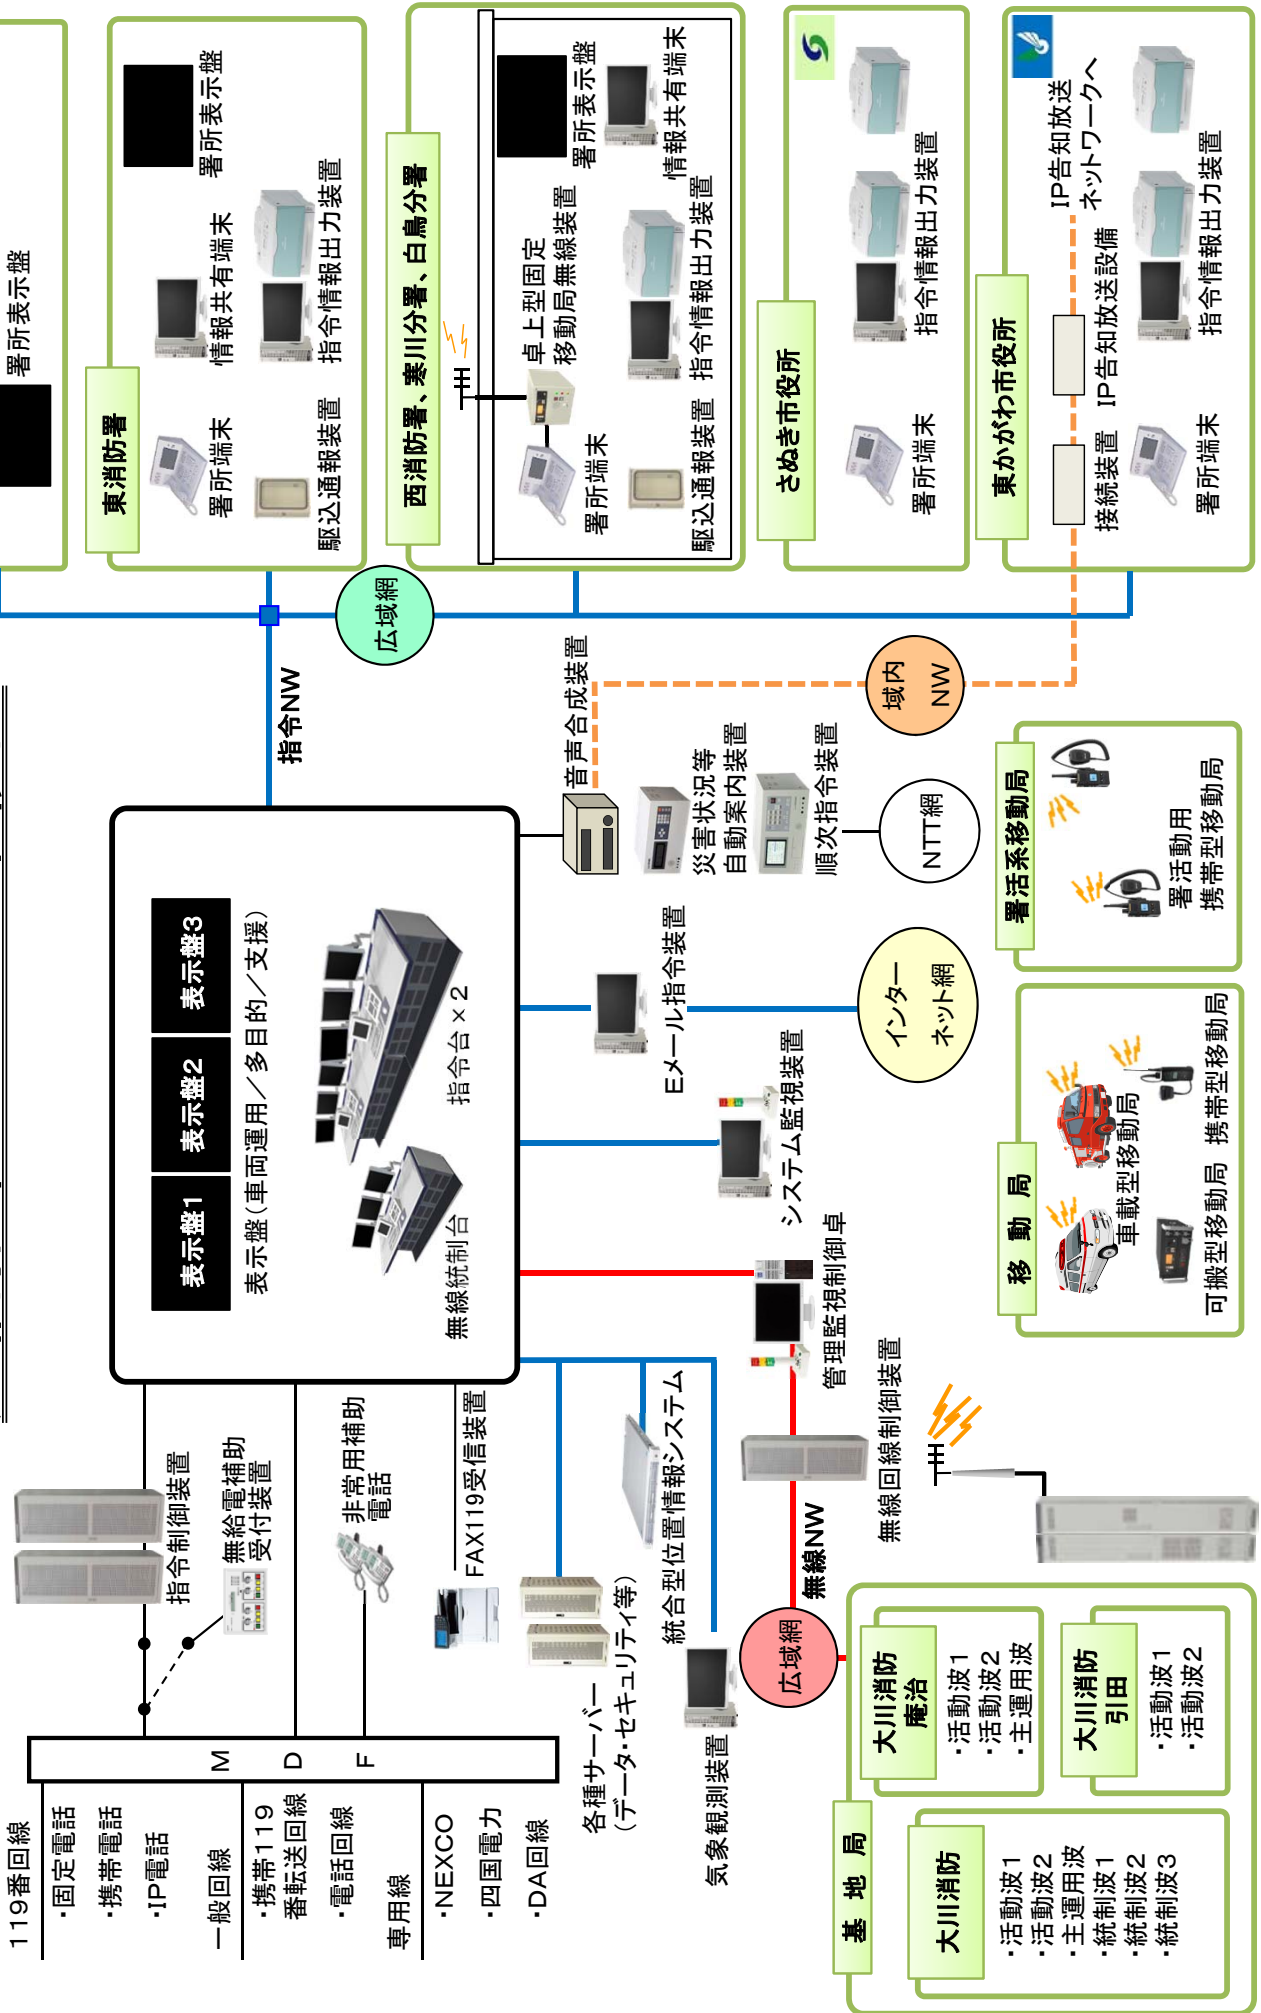 119番回線
・固定電話
・携帯電話
・IP電話
一般回線
・携帯119
番転送回線
・電話回線
専用線
・NEXCO
・四国電力
・DA回線
M
D
F
指令制御装置
無給電補助
受付装置
非常用補助
電話
FAX119受信装置
各種サーバー
(データ・セキュリティ等)
統合型位置情報システム
気象観測装置
表示盤1
表示盤2
表示盤3
表示盤(車両運用/多目的/支援)
無線統制台
指令台×2
指令NW
管理監視制御卓
システム監視装置
Eメール指令装置
インター
ネット網
音声合成装置
災害状況等
自動案内装置
順次指令装置
NTT網
域内
NW
広域網
無線回線制御装置
無線NW
広域網
基 地 局
大川消防
・活動波1
・活動波2
・主運用波
・統制波1
・統制波2
・統制波3
大川消防
庵治
・活動波1
・活動波2
・主運用波
大川消防
引田
・活動波1
・活動波2
移 動 局
車載型移動局
可搬型移動局
携帯型移動局
署活系移動局
署活動用
携帯型移動局
署所表示盤
東消防署
署所端末
情報共有端末
署所表示盤
駆込通報装置
指令情報出力装置
西消防署、寒川分署、白鳥分署
卓上型固定
移動局無線装置
署所表示盤
署所端末
情報共有端末
駆込通報装置
指令情報出力装置
さぬき市役所
署所端末
指令情報出力装置
東かがわ市役所
IP告知放送
ネットワークへ
接続装置
IP告知放送設備
署所端末
指令情報出力装置